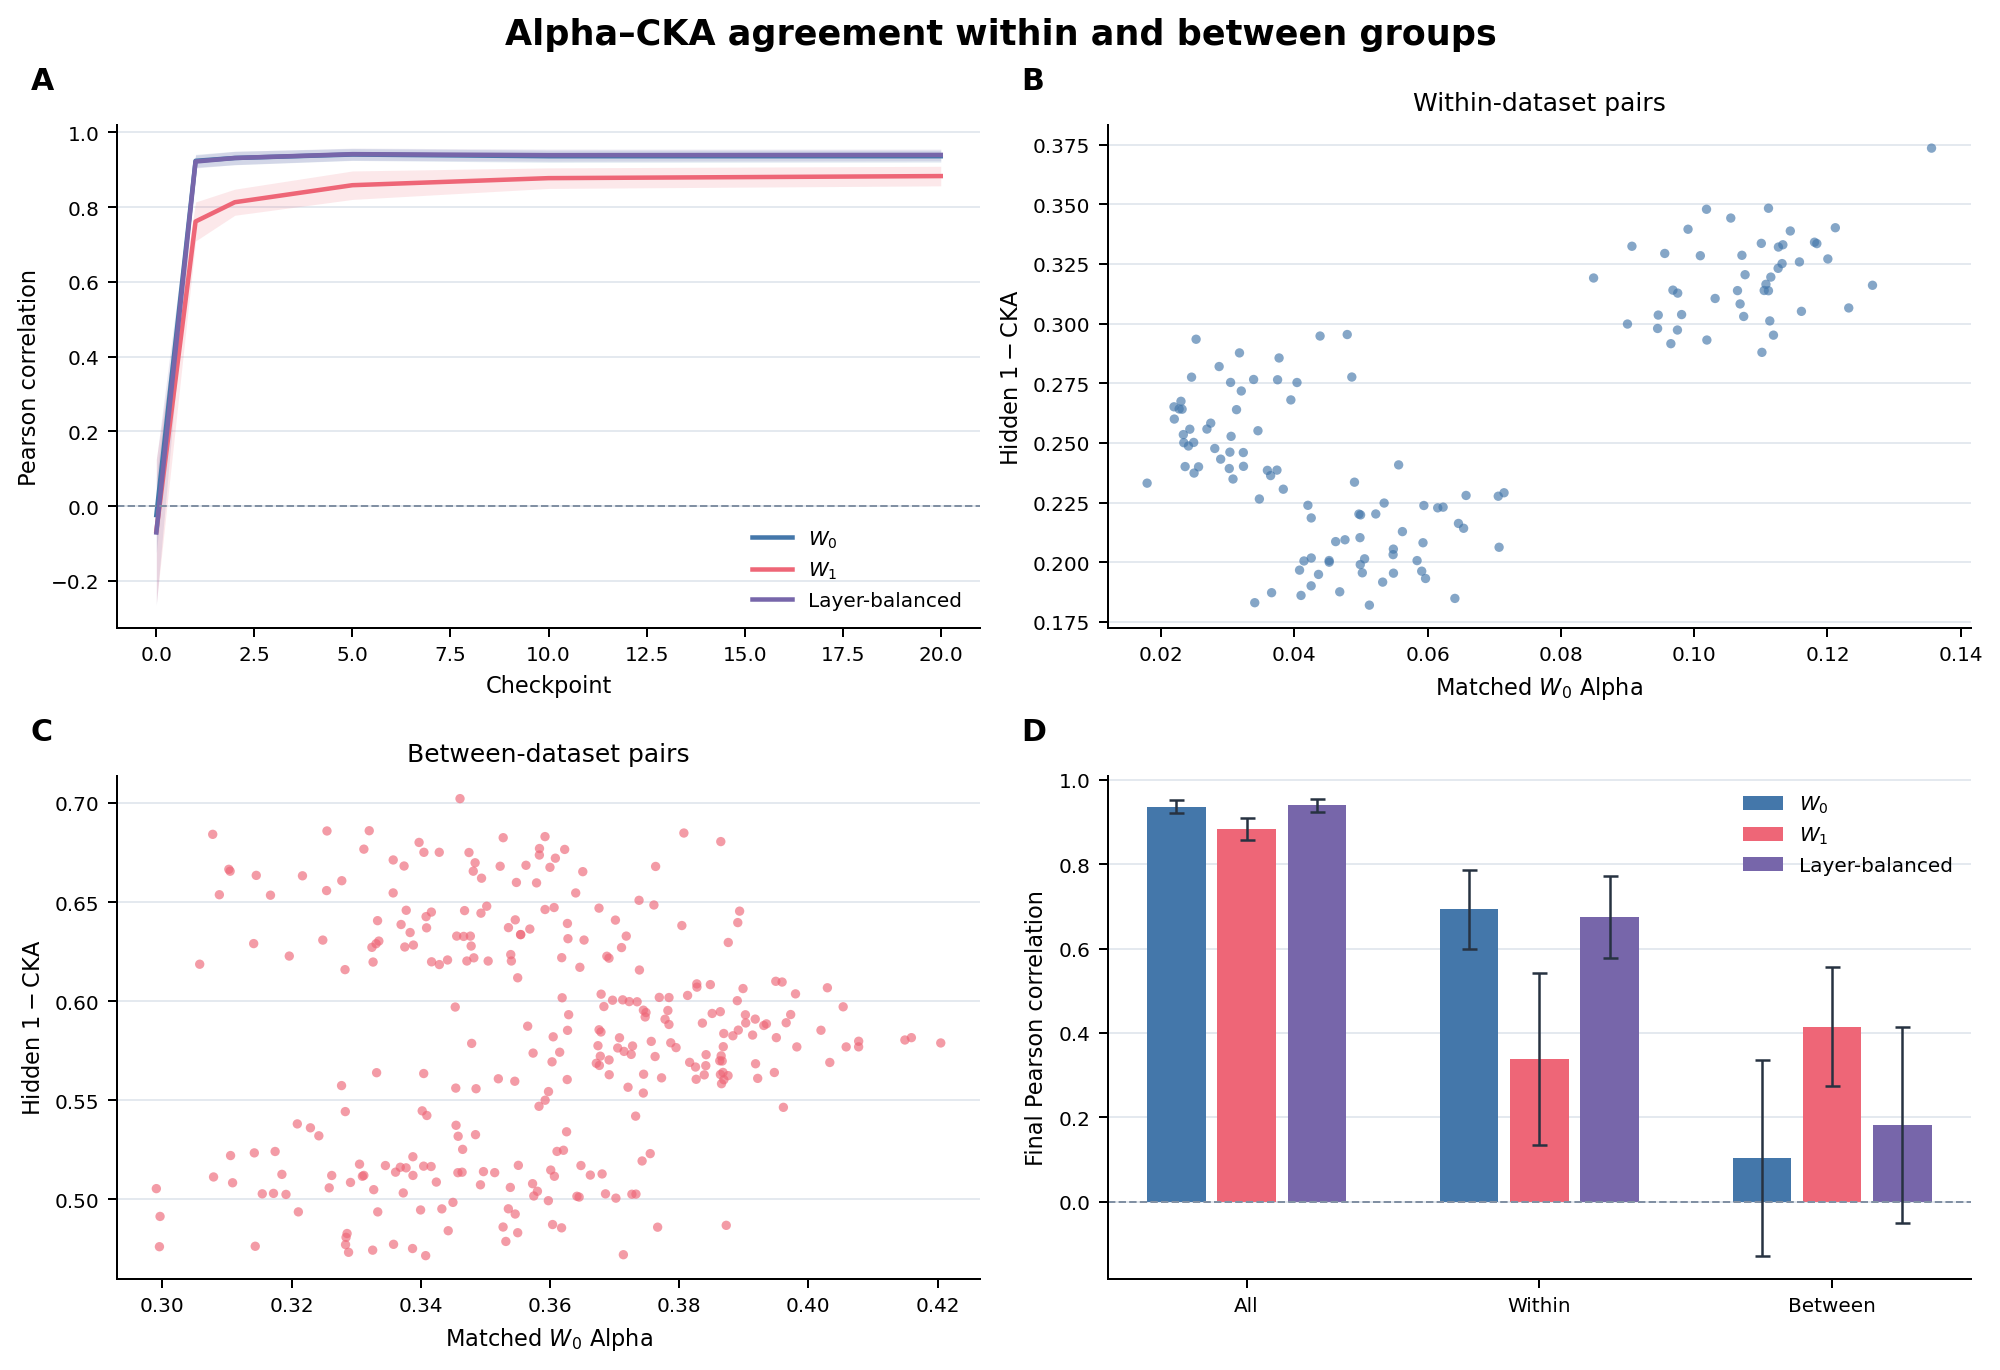 Alpha–CKA agreement within and between groups
A
Pearson correlation
1.0
0.8
0.6
0.4
0.2
0.0
−0.2
0.0 2.5 5.0 7.5 10.0 12.5 15.0 17.5 20.0
Checkpoint
W₀
W₁
Layer-balanced
B
Within-dataset pairs
Hidden 1 − CKA
0.375
0.350
0.325
0.300
0.275
0.250
0.225
0.200
0.175
0.02 0.04 0.06 0.08 0.10 0.12 0.14
Matched W₀ Alpha
C
Between-dataset pairs
Hidden 1 − CKA
0.70
0.65
0.60
0.55
0.50
0.30 0.32 0.34 0.36 0.38 0.40 0.42
Matched W₀ Alpha
D
Final Pearson correlation
1.0
0.8
0.6
0.4
0.2
0.0
W₀
W₁
Layer-balanced
All Within Between